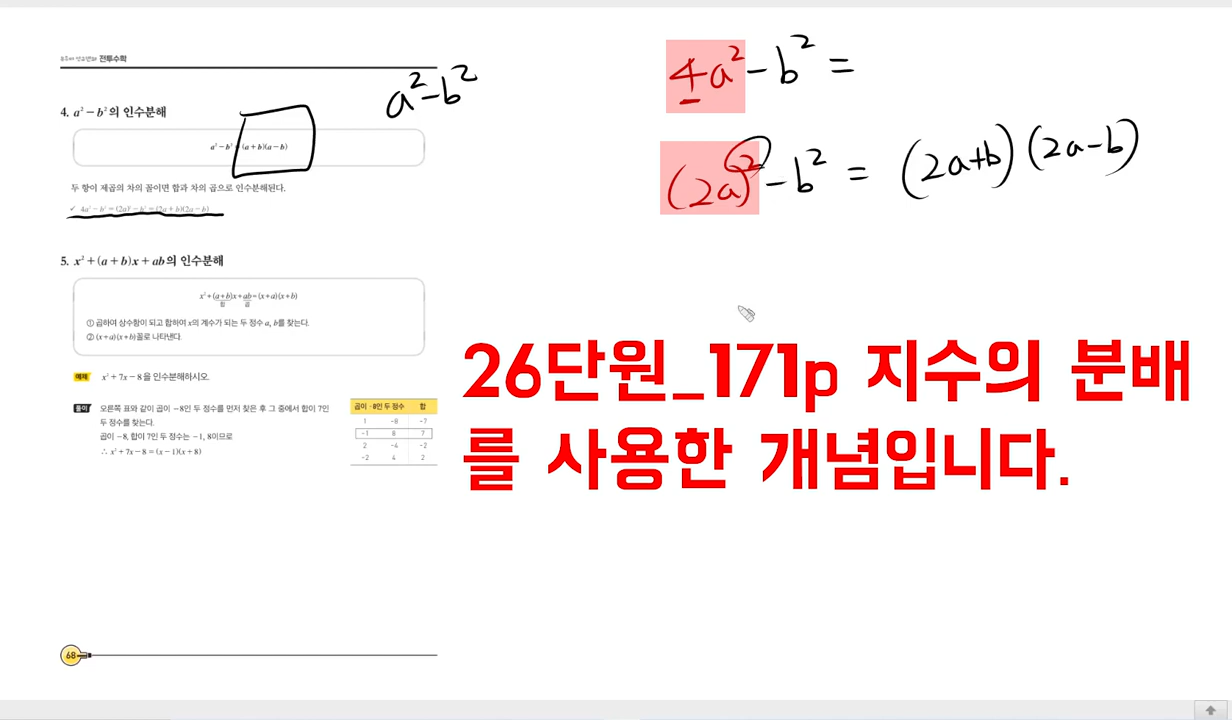 전투수학
4. a² − b²의 인수분해
a² − b² = (a+b)(a−b)
두 항이 제곱의 차의 꼴이면 합과 차의 곱으로 인수분해된다.
✓ 4a² − b² = (2a)² − b² = (2a+b)(2a−b)
5. x² + (a + b)x + ab의 인수분해
x² + (a+b)x + ab = (x+a)(x+b)
합 곱
① 곱하여 상수항이 되고 합하여 x의 계수가 되는 두 정수 a, b를 찾는다.
② (x+a)(x+b)꼴로 나타낸다.
예제 x² + 7x − 8을 인수분해하시오.
풀이 오른쪽 표와 같이 곱이 −8인 두 정수를 먼저 찾은 후 그 중에서 합이 7인
두 정수를 찾는다.
곱이 −8, 합이 7인 두 정수는 −1, 8이므로
∴ x² + 7x − 8 = (x − 1)(x + 8)
곱이 −8인 두 정수 합
1 −8 −7
−1 8 7
2 −4 −2
−2 4 2
68
a² − b²
4a² − b² =
(2a)² − b² = (2a+b)(2a−b)
26단원_171p 지수의 분배
를 사용한 개념입니다.